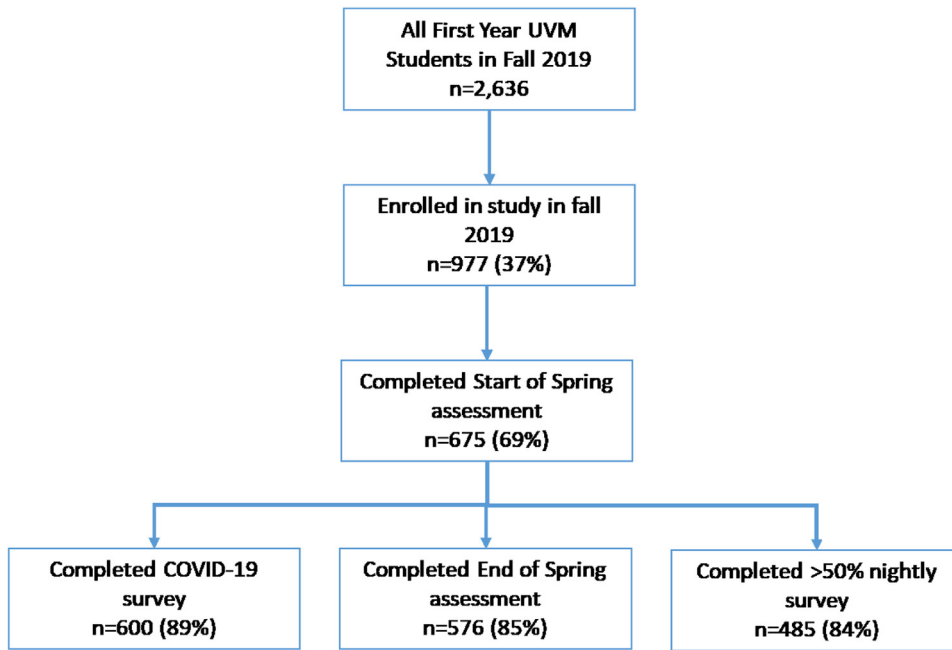 All First Year UVM
Students in Fall 2019
n=2,636
Enrolled in study in fall
2019
n=977 (37%)
Completed Start of Spring
assessment
n=675 (69%)
Completed COVID-19
survey
n=600 (89%)
Completed End of Spring
assessment
n=576 (85%)
Completed >50% nightly
survey
n=485 (84%)